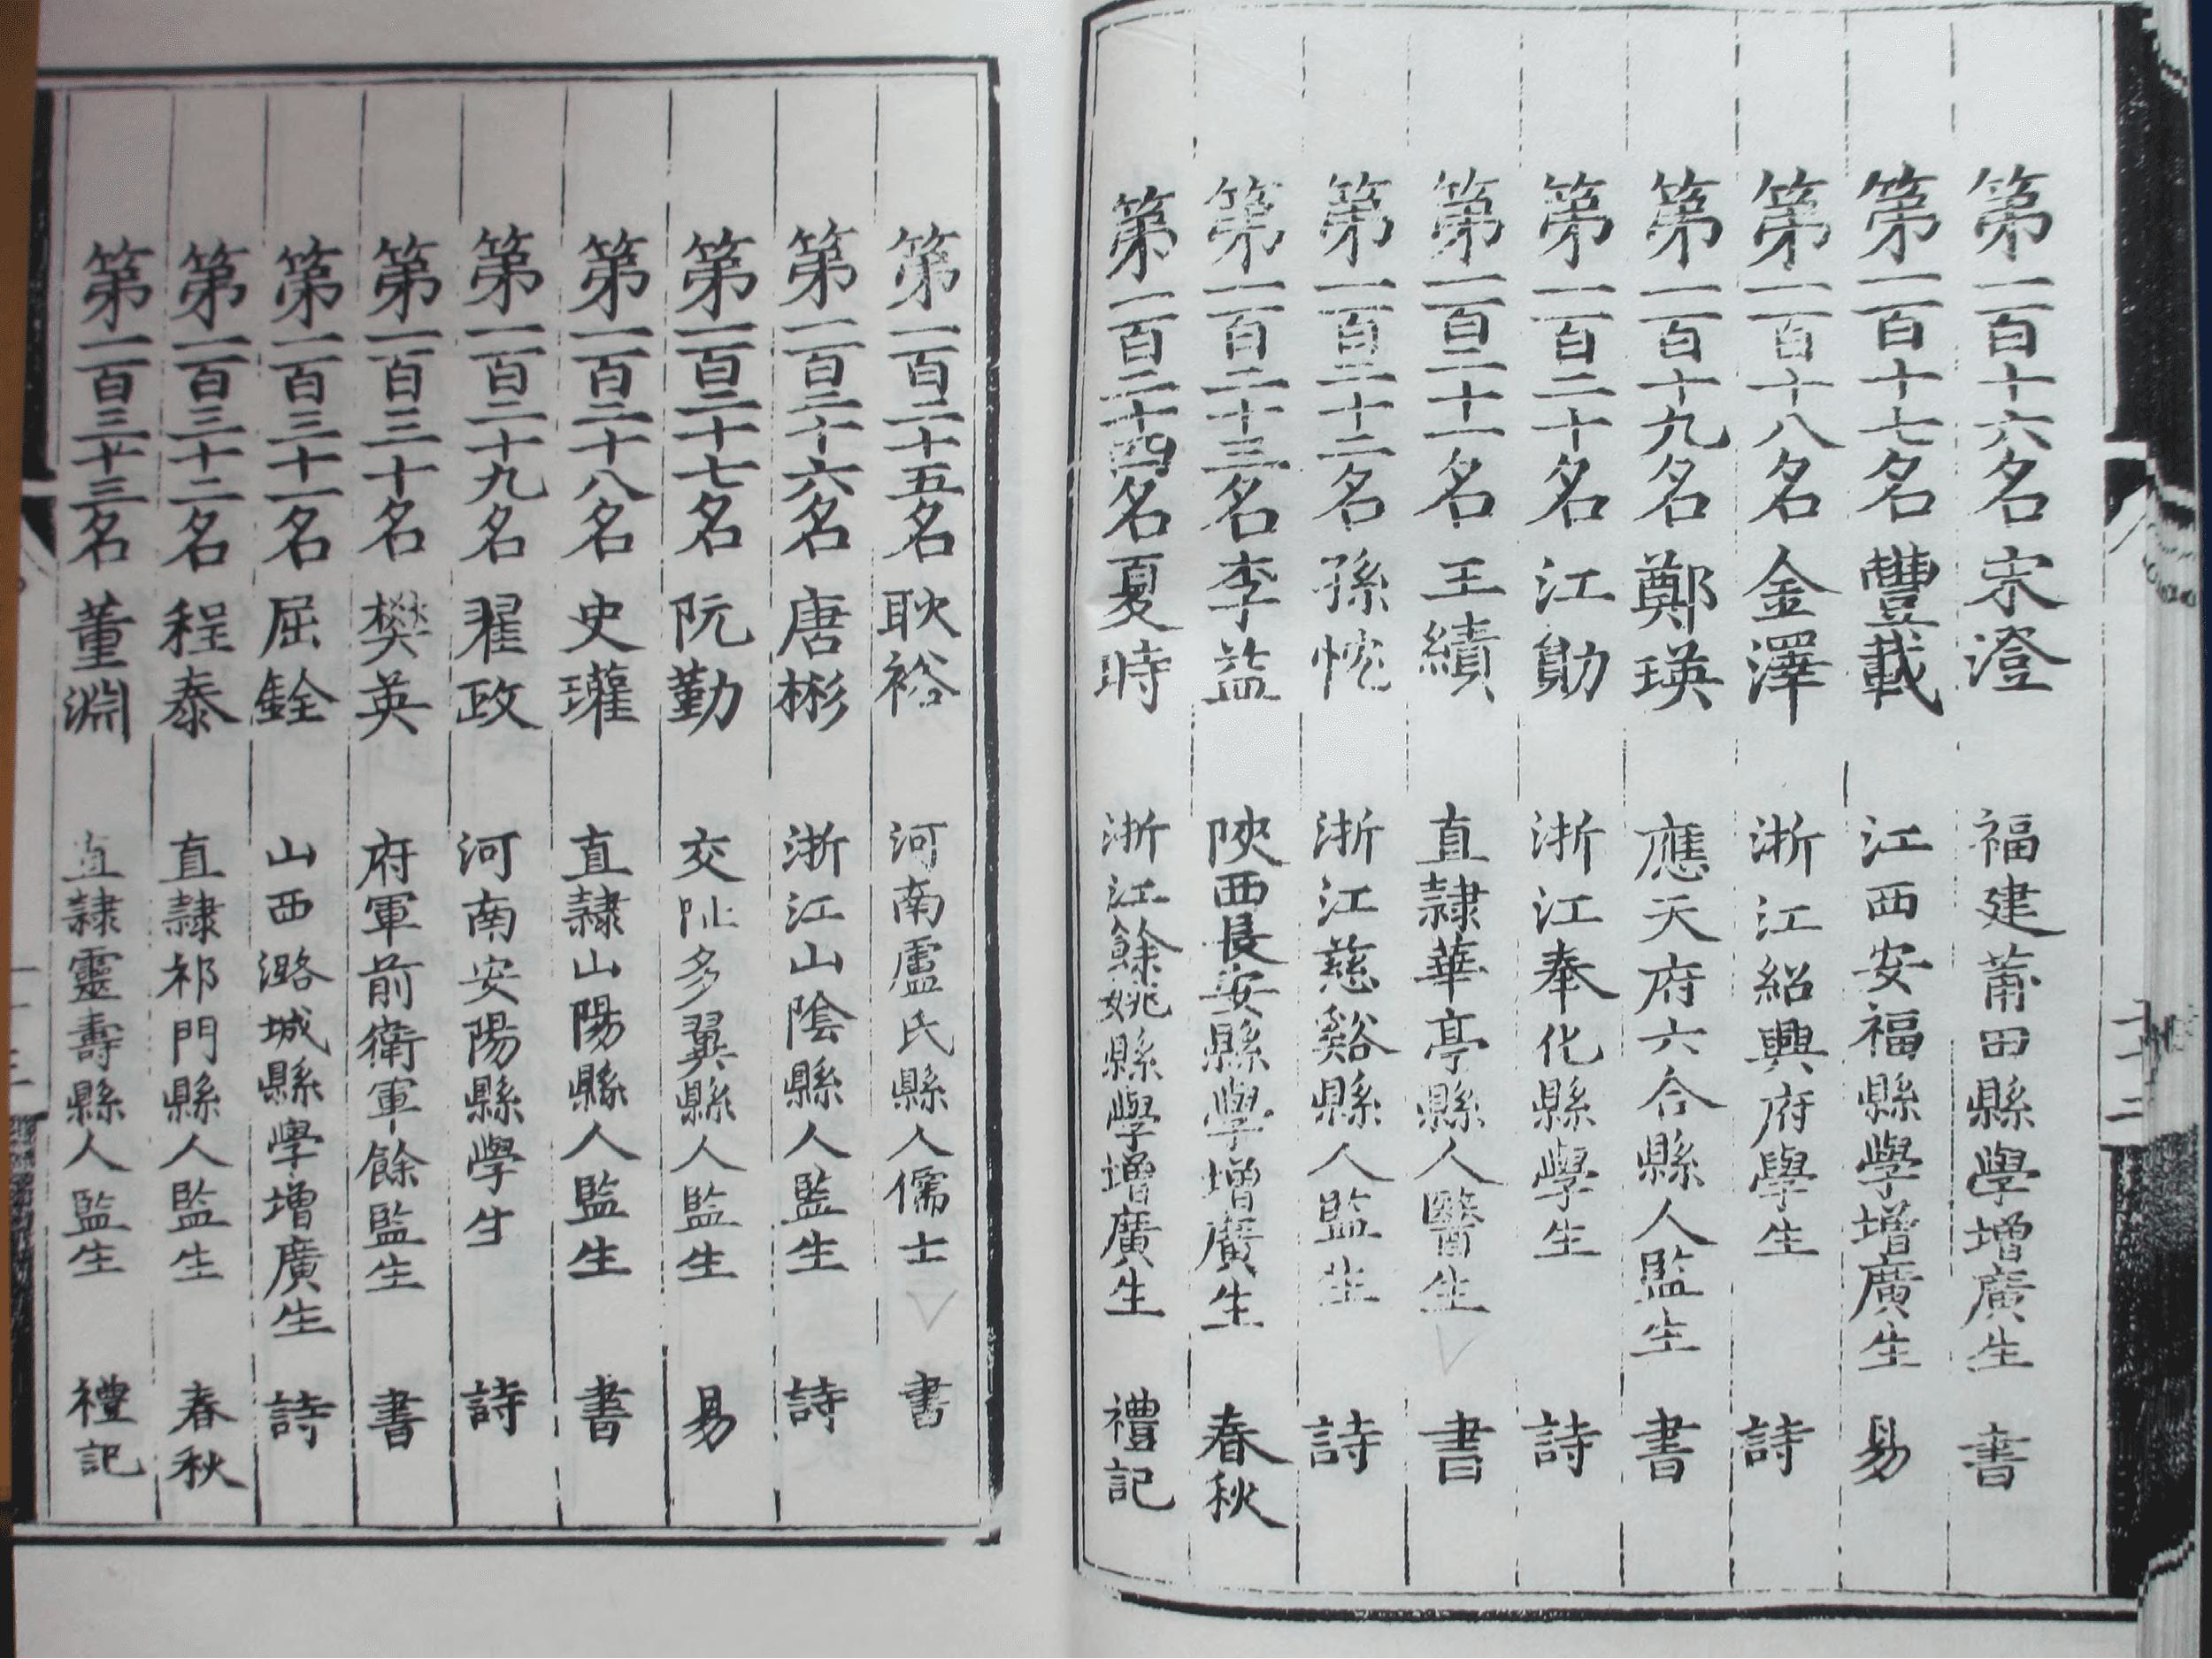 第一百十六名宋澄 福建莆田縣學增廣生 書
第一百十七名豐載 江西安福縣學增廣生 易
第一百十八名金澤 浙江紹興府學生 詩
第一百十九名鄭瑛 應天府六合縣人監生 書
第一百二十名江勛 浙江奉化縣學生 詩
第一百二十一名王績 直隸華亭縣人醫生 書
第一百二十二名孫忱 浙江慈谿縣人監生 詩
第一百二十三名李益 陝西長安縣學增廣生 春秋
第一百二十四名夏時 浙江餘姚縣學增廣生 禮記
第一百二十五名耿裕 河南盧氏縣人儒士 書
第一百二十六名唐彬 浙江山陰縣人監生 詩
第一百二十七名阮勤 交阯多翼縣人監生 易
第一百二十八名史瓘 直隸山陽縣人監生 書
第一百二十九名翟政 河南安陽縣學生 詩
第一百三十名樊英 府軍前衛軍餘監生 書
第一百三十一名屈銓 山西潞城縣學增廣生 詩
第一百三十二名程泰 直隸祁門縣人監生 春秋
第一百三十三名董淵 直隸靈壽縣人監生 禮記